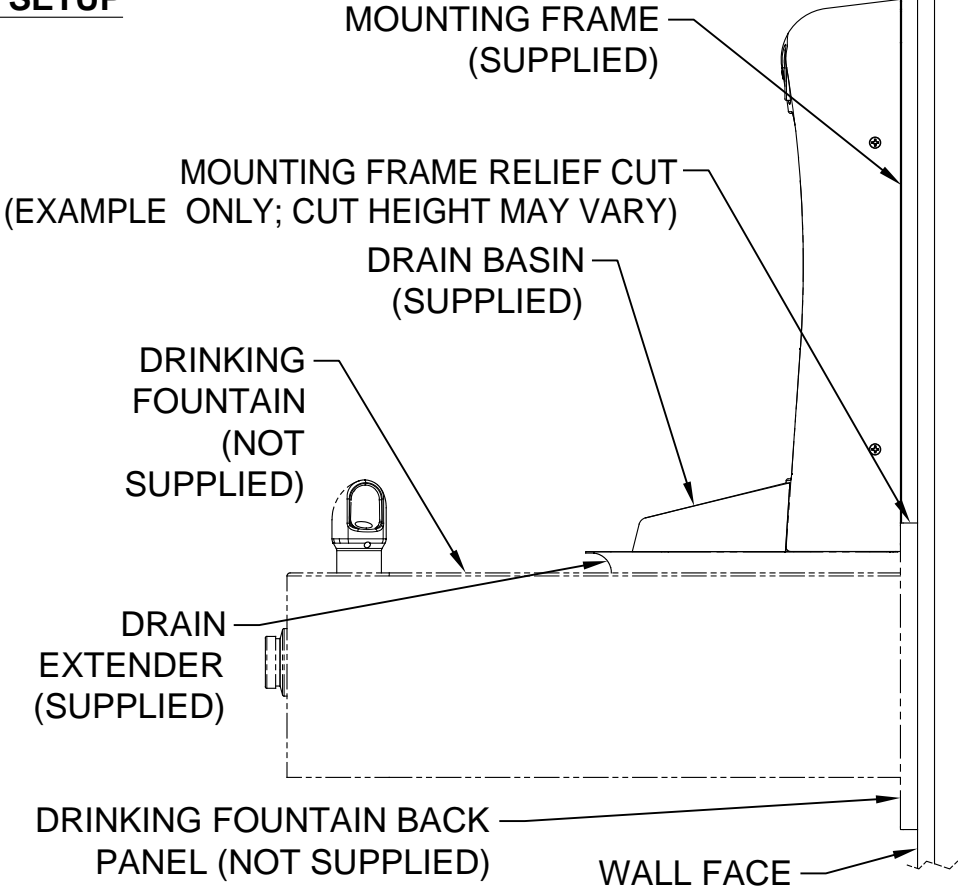 SETUP
MOUNTING FRAME
(SUPPLIED)
MOUNTING FRAME RELIEF CUT
(EXAMPLE ONLY; CUT HEIGHT MAY VARY)
DRAIN BASIN
(SUPPLIED)
DRINKING
FOUNTAIN
(NOT
SUPPLIED)
DRAIN
EXTENDER
(SUPPLIED)
DRINKING FOUNTAIN BACK
PANEL (NOT SUPPLIED)
WALL FACE